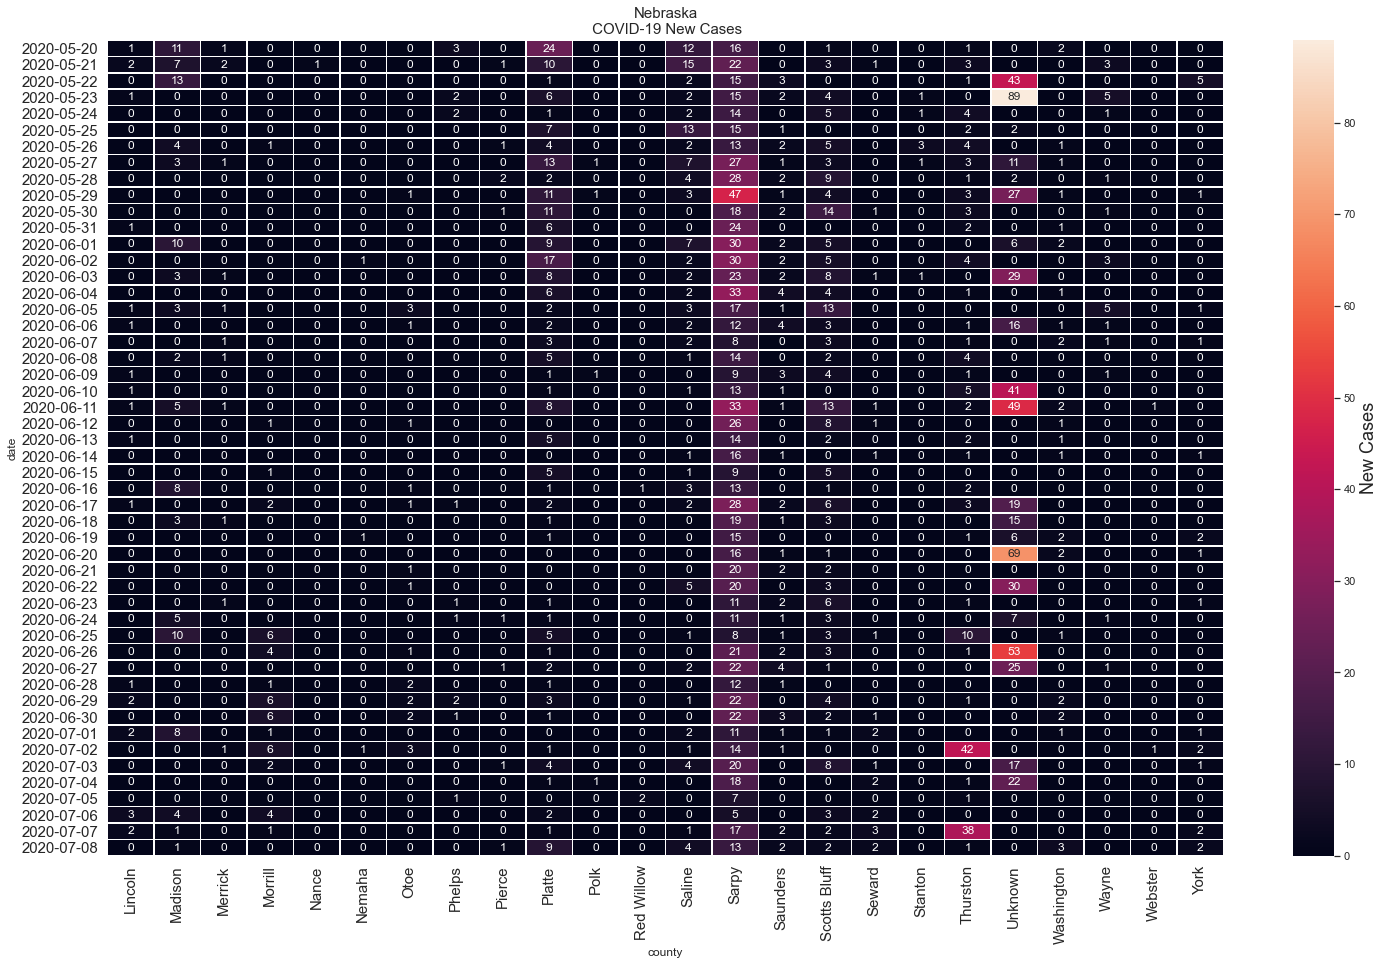 Nebraska
COVID-19 New Cases
2020-05-20 1 11 1 0 0 0 0 3 0 24 0 0 12 16 0 1 0 0 1 0 2 0 0 0
2020-05-21 2 7 2 0 1 0 0 0 1 10 0 0 15 22 0 3 1 0 3 0 0 3 0 0
2020-05-22 0 13 0 0 0 0 0 0 0 1 0 0 2 15 3 0 0 0 1 43 0 0 0 5
2020-05-23 1 0 0 0 0 0 0 2 0 6 0 0 2 15 2 4 0 1 0 89 0 5 0 0
2020-05-24 0 0 0 0 0 0 0 2 0 1 0 0 2 14 0 5 0 1 4 0 0 1 0 0
2020-05-25 0 0 0 0 0 0 0 0 0 7 0 0 13 15 1 0 0 0 2 2 0 0 0 0
2020-05-26 0 4 0 1 0 0 0 0 1 4 0 0 2 13 2 5 0 3 4 0 1 0 0 0
2020-05-27 0 3 1 0 0 0 0 0 0 13 1 0 7 27 1 3 0 1 3 11 1 0 0 0
2020-05-28 0 0 0 0 0 0 0 0 2 2 0 0 4 28 2 9 0 0 1 2 0 1 0 0
2020-05-29 0 0 0 0 0 0 1 0 0 11 1 0 3 47 1 4 0 0 3 27 1 0 0 1
2020-05-30 0 0 0 0 0 0 0 0 1 11 0 0 0 18 2 14 1 0 3 0 0 1 0 0
2020-05-31 1 0 0 0 0 0 0 0 0 6 0 0 0 24 0 0 0 0 2 0 1 0 0 0
2020-06-01 0 10 0 0 0 0 0 0 0 9 0 0 7 30 2 5 0 0 0 6 2 0 0 0
2020-06-02 0 0 0 0 0 1 0 0 0 17 0 0 2 30 2 5 0 0 4 0 0 3 0 0
2020-06-03 0 3 1 0 0 0 0 0 0 8 0 0 2 23 2 8 1 1 0 29 0 0 0 0
2020-06-04 0 0 0 0 0 0 0 0 0 6 0 0 2 33 4 4 0 0 1 0 1 0 0 0
2020-06-05 1 3 1 0 0 0 3 0 0 2 0 0 3 17 1 13 0 0 0 0 0 5 0 1
2020-06-06 1 0 0 0 0 0 1 0 0 2 0 0 2 12 4 3 0 0 1 16 1 1 0 0
2020-06-07 0 0 1 0 0 0 0 0 0 3 0 0 2 8 0 3 0 0 1 0 2 1 0 1
2020-06-08 0 2 1 0 0 0 0 0 0 5 0 0 1 14 0 2 0 0 4 0 0 0 0 0
2020-06-09 1 0 0 0 0 0 0 0 0 1 1 0 0 9 3 4 0 0 1 0 0 1 0 0
2020-06-10 1 0 0 0 0 0 0 0 0 1 0 0 1 13 1 0 0 0 5 41 0 0 0 0
2020-06-11 1 5 1 0 0 0 0 0 0 8 0 0 0 33 1 13 1 0 2 49 2 0 1 0
2020-06-12 0 0 0 1 0 0 1 0 0 0 0 0 0 26 0 8 1 0 0 0 1 0 0 0
2020-06-13 1 0 0 0 0 0 0 0 0 5 0 0 0 14 0 2 0 0 2 0 1 0 0 0
2020-06-14 0 0 0 0 0 0 0 0 0 0 0 0 1 16 1 0 1 0 1 0 1 0 0 1
2020-06-15 0 0 0 1 0 0 0 0 0 5 0 0 1 9 0 5 0 0 0 0 0 0 0 0
2020-06-16 0 8 0 0 0 0 1 0 0 1 0 1 3 13 0 1 0 0 2 0 0 0 0 0
2020-06-17 1 0 0 2 0 0 1 1 0 2 0 0 2 28 2 6 0 0 3 19 0 0 0 0
2020-06-18 0 3 1 0 0 0 0 0 0 1 0 0 0 19 1 3 0 0 0 15 0 0 0 0
2020-06-19 0 0 0 0 0 1 0 0 0 1 0 0 0 15 0 0 0 0 1 6 2 0 0 2
2020-06-20 0 0 0 0 0 0 0 0 0 0 0 0 0 16 1 1 0 0 0 69 2 0 0 1
2020-06-21 0 0 0 0 0 0 1 0 0 0 0 0 0 20 2 2 0 0 0 0 0 0 0 0
2020-06-22 0 0 0 0 0 0 1 0 0 0 0 0 5 20 0 3 0 0 0 30 0 0 0 0
2020-06-23 0 0 1 0 0 0 0 1 0 1 0 0 0 11 2 6 0 0 1 0 0 0 0 1
2020-06-24 0 5 0 0 0 0 0 1 1 1 0 0 0 11 1 3 0 0 0 7 0 1 0 0
2020-06-25 0 10 0 6 0 0 0 0 0 5 0 0 1 8 1 3 1 0 10 0 1 0 0 0
2020-06-26 0 0 0 4 0 0 1 0 0 1 0 0 0 21 2 3 0 0 1 53 0 0 0 0
2020-06-27 0 0 0 0 0 0 0 0 1 2 0 0 2 22 4 1 0 0 0 25 0 1 0 0
2020-06-28 1 0 0 1 0 0 2 0 0 1 0 0 0 12 1 0 0 0 0 0 0 0 0 0
2020-06-29 2 0 0 6 0 0 2 2 0 3 0 0 1 22 0 4 0 0 1 0 2 0 0 0
2020-06-30 0 0 0 6 0 0 2 1 0 1 0 0 0 22 3 2 1 0 0 0 2 0 0 0
2020-07-01 2 8 0 1 0 0 0 0 0 0 0 0 2 11 1 1 2 0 0 0 1 0 0 1
2020-07-02 0 0 1 6 0 1 3 0 0 1 0 0 1 14 1 0 0 0 42 0 0 0 1 2
2020-07-03 0 0 0 2 0 0 0 0 1 4 0 0 4 20 0 8 1 0 0 17 0 0 0 1
2020-07-04 0 0 0 0 0 0 0 0 0 1 1 0 0 18 0 0 2 0 1 22 0 0 0 0
2020-07-05 0 0 0 0 0 0 0 1 0 0 0 2 0 7 0 0 0 0 1 0 0 0 0 0
2020-07-06 3 4 0 4 0 0 0 0 0 2 0 0 0 5 0 3 2 0 0 0 0 0 0 0
2020-07-07 2 1 0 1 0 0 0 0 0 1 0 0 1 17 2 2 3 0 38 0 0 0 0 2
2020-07-08 0 1 0 0 0 0 0 0 1 9 0 0 4 13 2 2 2 0 1 0 3 0 0 2
date
Lincoln Madison Merrick Morrill Nance Nemaha Otoe Phelps Pierce Platte Polk Red Willow Saline Sarpy Saunders Scotts Bluff Seward Stanton Thurston Unknown Washington Wayne Webster York
county
80
70
60
50
40
30
20
10
0
New Cases